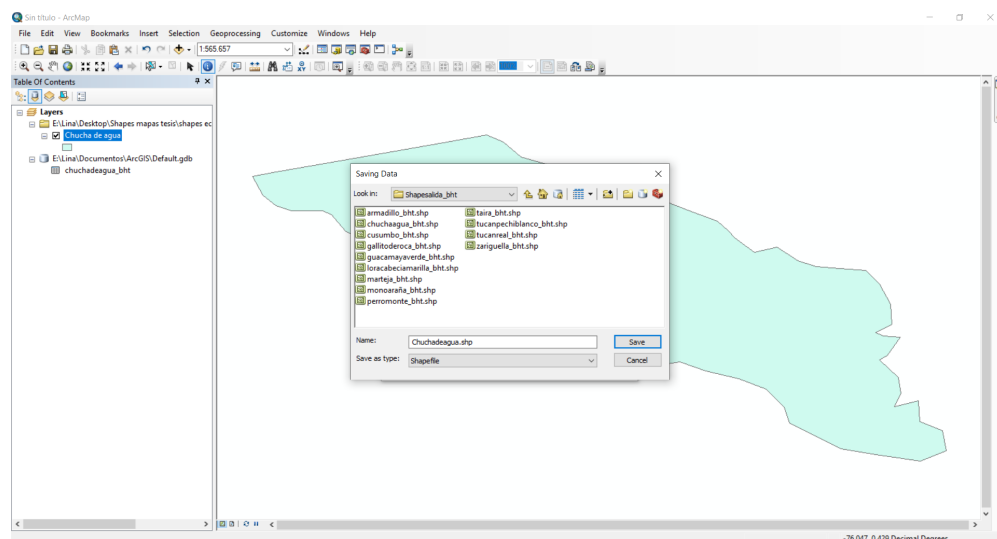 Sin título - ArcMap
File Edit View Bookmarks Insert Selection Geoprocessing Customize Windows Help
1:565.657
Table Of Contents
Layers
E:\Lina\Desktop\Shapes mapas tesis\shapes ec
Chucha de agua
E:\Lina\Documentos\ArcGIS\Default.gdb
chuchadeagua_bht
Saving Data
Look in: Shapesalida_bht
armadillo_bht.shp
chuchaagua_bht.shp
cusumbo_bht.shp
gallitoderoca_bht.shp
guacamayaverde_bht.shp
loracabeciamarilla_bht.shp
marteja_bht.shp
monoaraña_bht.shp
perromonte_bht.shp
taira_bht.shp
tucanpechiblanco_bht.shp
tucanreal_bht.shp
zariguella_bht.shp
Name: Chuchadeagua.shp Save
Save as type: Shapefile Cancel
-76,047 0,429 Decimal Degrees